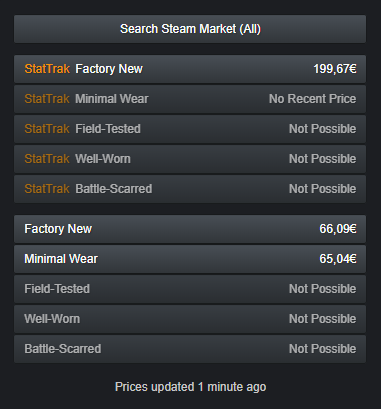 Search Steam Market (All)
StatTrak Factory New 199,67€
StatTrak Minimal Wear No Recent Price
StatTrak Field-Tested Not Possible
StatTrak Well-Worn Not Possible
StatTrak Battle-Scarred Not Possible
Factory New 66,09€
Minimal Wear 65,04€
Field-Tested Not Possible
Well-Worn Not Possible
Battle-Scarred Not Possible
Prices updated 1 minute ago